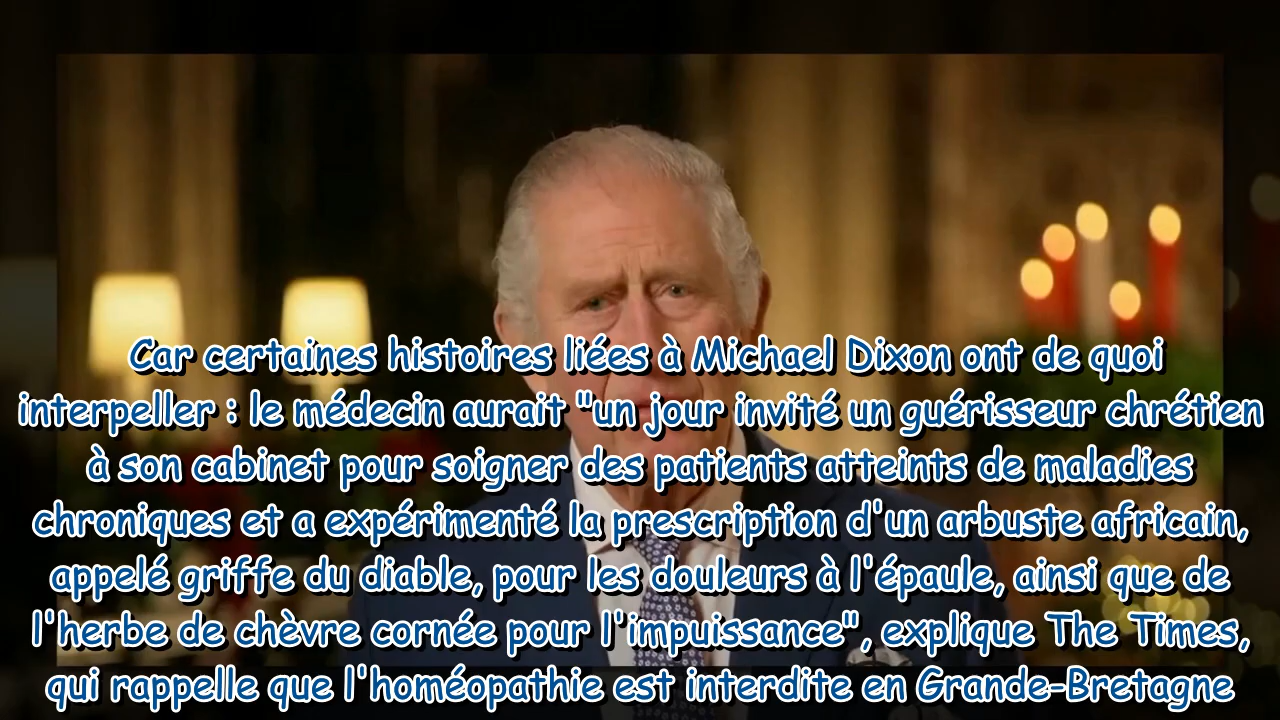 Car certaines histoires liées à Michael Dixon ont de quoi
interpeller : le médecin aurait "un jour invité un guérisseur chrétien
à son cabinet pour soigner des patients atteints de maladies
chroniques et a expérimenté la prescription d'un arbuste africain,
appelé griffe du diable, pour les douleurs à l'épaule, ainsi que de
l'herbe de chèvre cornée pour l'impuissance", explique The Times,
qui rappelle que l'homéopathie est interdite en Grande-Bretagne